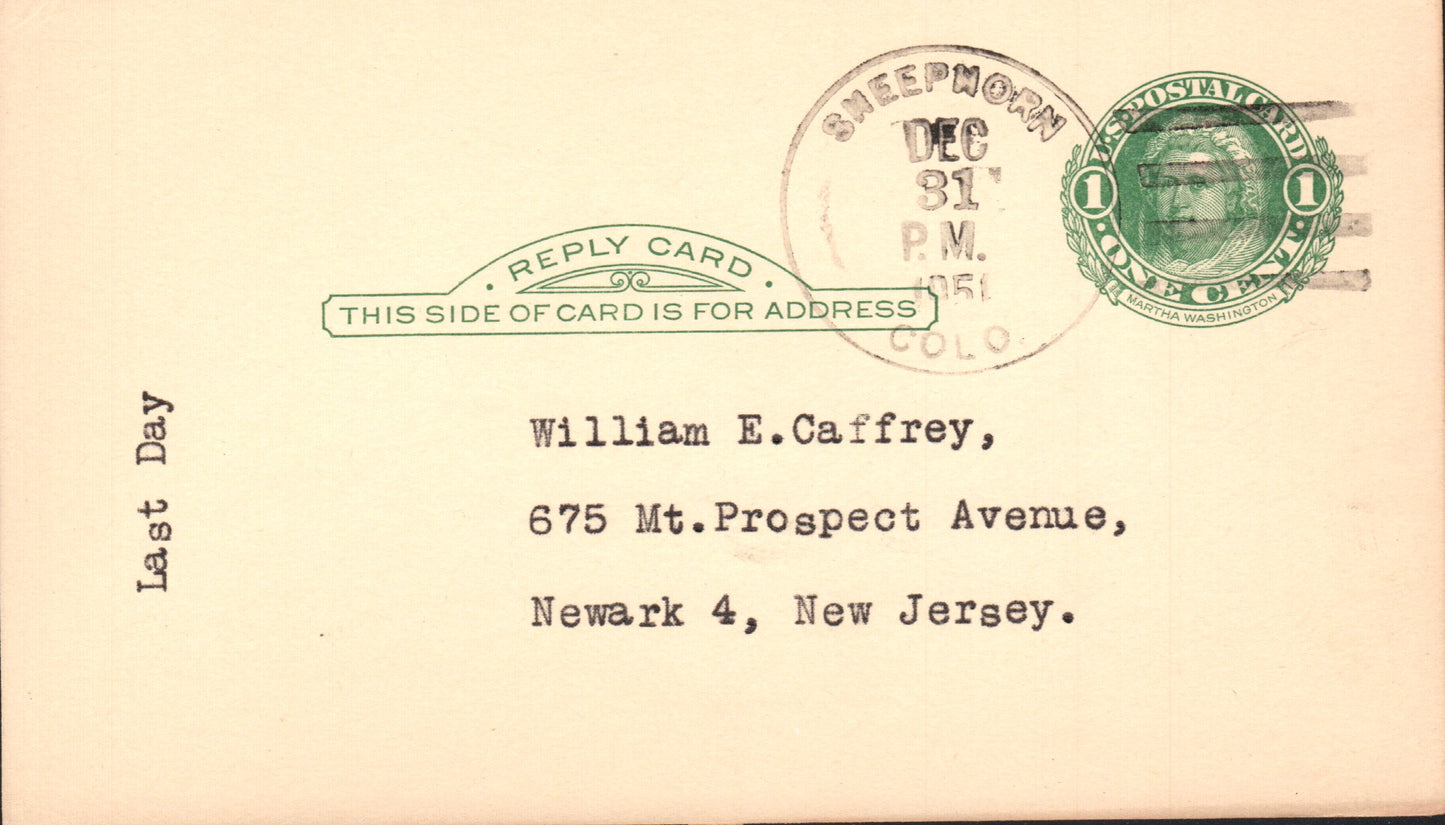 SHEEPHORN
DEC
31
P.M.
1951
COLO.
U.S. POSTAL CARD
1 1
ONE CENT
MARTHA WASHINGTON
· REPLY CARD ·
THIS SIDE OF CARD IS FOR ADDRESS
Last Day
William E.Caffrey,
675 Mt.Prospect Avenue,
Newark 4, New Jersey.